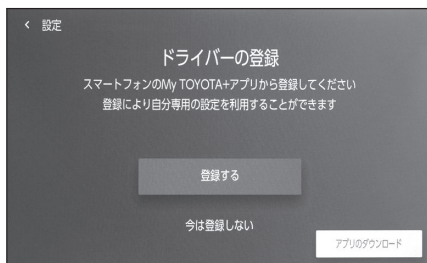 ＜ 設定
ドライバーの登録
スマートフォンのMy TOYOTA+アプリから登録してください
登録により自分専用の設定を利用することができます
登録する
今は登録しない
アプリのダウンロード